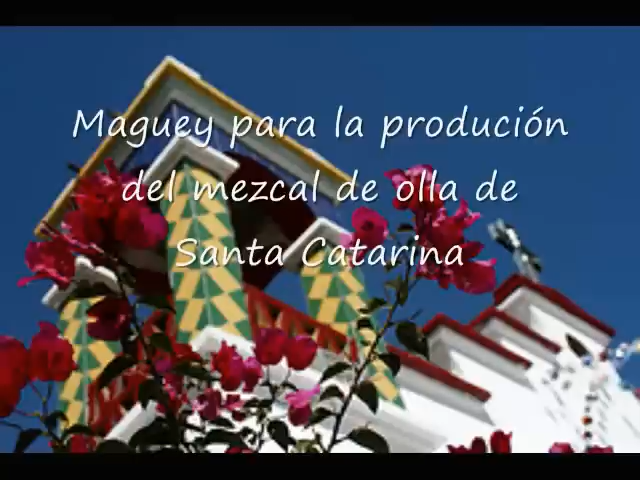 Maguey para la produción
del mezcal de olla de
Santa Catarina